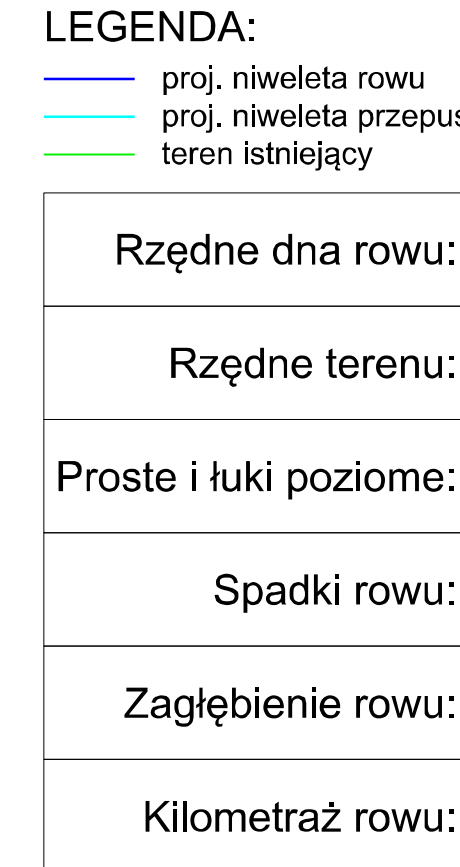 LEGENDA:
proj. niweleta rowu
proj. niweleta
teren istniejący
Rzędne dna rowu:
Rzędne terenu:
Proste i łuki poziome:
Spadki rowu:
Zagłębienie rowu:
Kilometraż rowu: